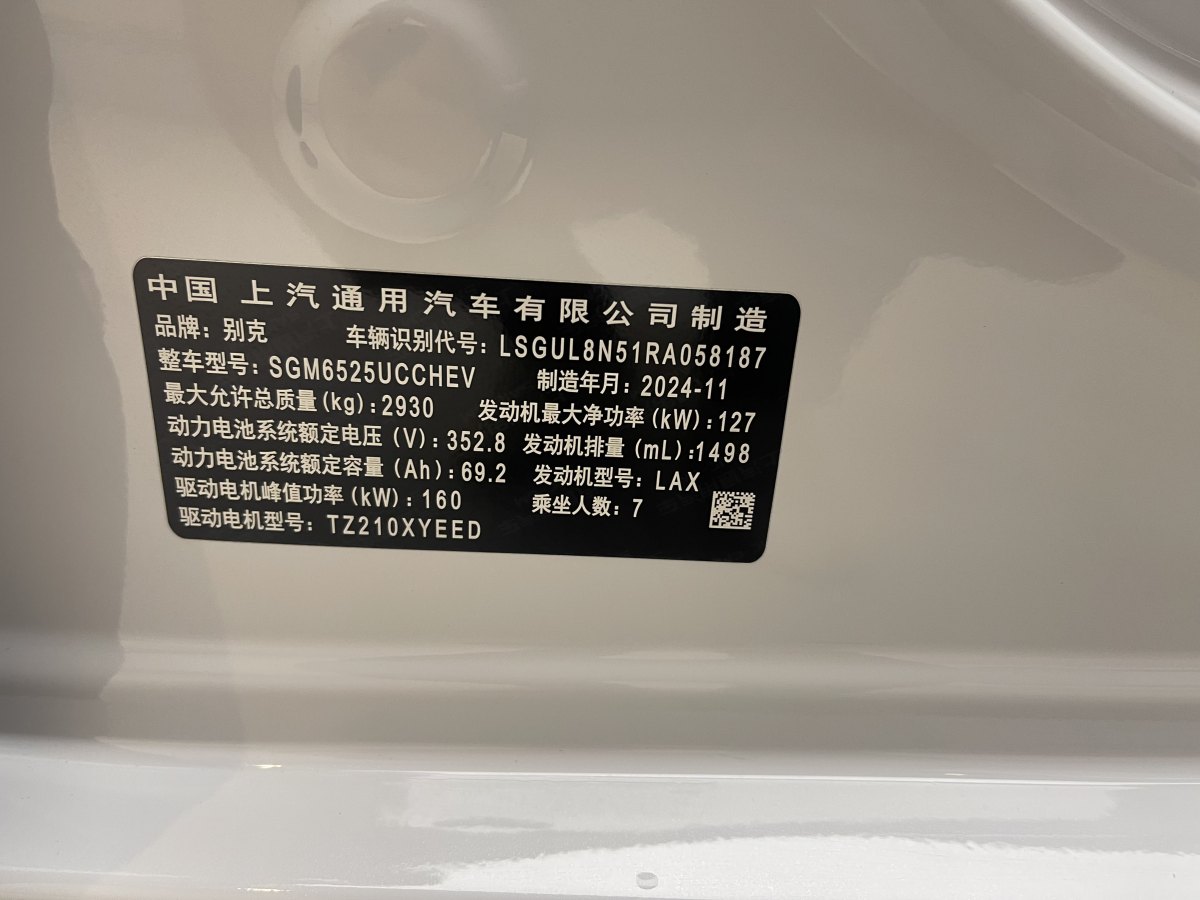 中国 上汽通用汽车有限公司制造
品牌：别克 车辆识别代号：LSGUL8N51RA058187
整车型号：SGM6525UCCHEV 制造年月：2024-11
最大允许总质量(kg):2930 发动机最大净功率(kW):127
动力电池系统额定电压(V):352.8 发动机排量(mL):1498
动力电池系统额定容量(Ah):69.2 发动机型号：LAX
驱动电机峰值功率(kW):160 乘坐人数：7
驱动电机型号：TZ210XYEED